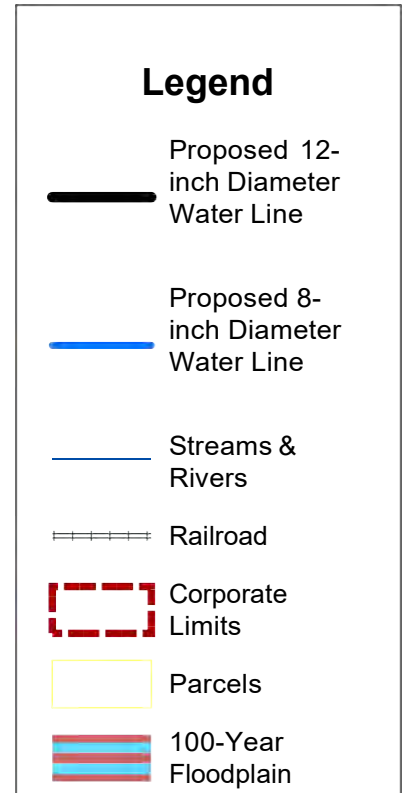 Legend
Proposed 12-
inch Diameter
Water Line
Proposed 8-
inch Diameter
Water Line
Streams &
Rivers
Railroad
Corporate
Limits
Parcels
100-Year
Floodplain